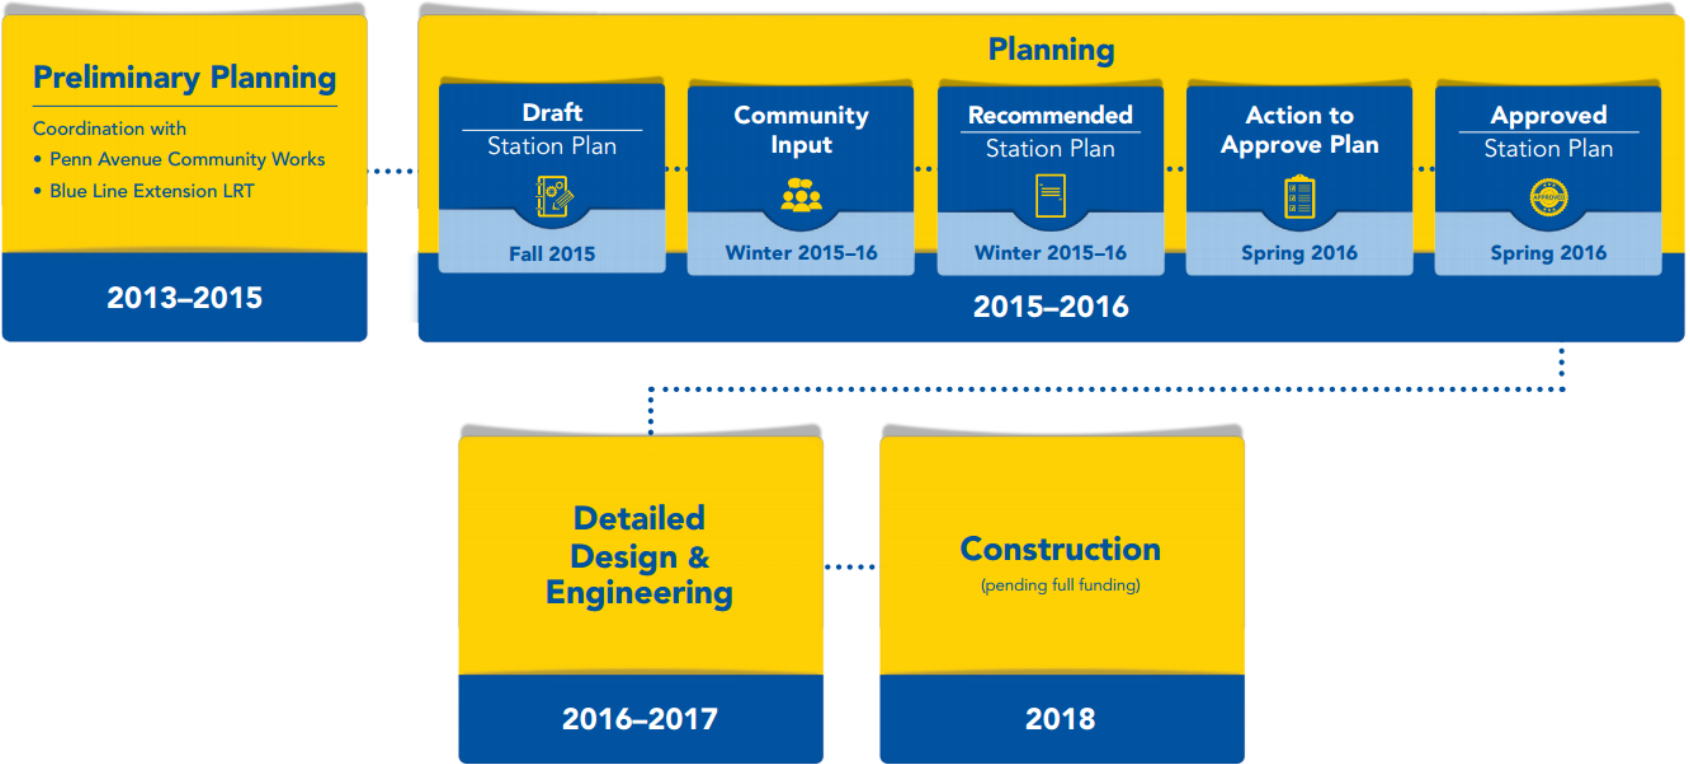 Preliminary Planning
Coordination with
• Penn Avenue Community Works
• Blue Line Extension LRT
2013–2015
Planning
Draft
Station Plan
Fall 2015
Community
Input
Winter 2015–16
Recommended
Station Plan
Winter 2015–16
Action to
Approve Plan
Spring 2016
Approved
Station Plan
APPROVED
Spring 2016
2015–2016
Detailed
Design &
Engineering
2016–2017
Construction
(pending full funding)
2018